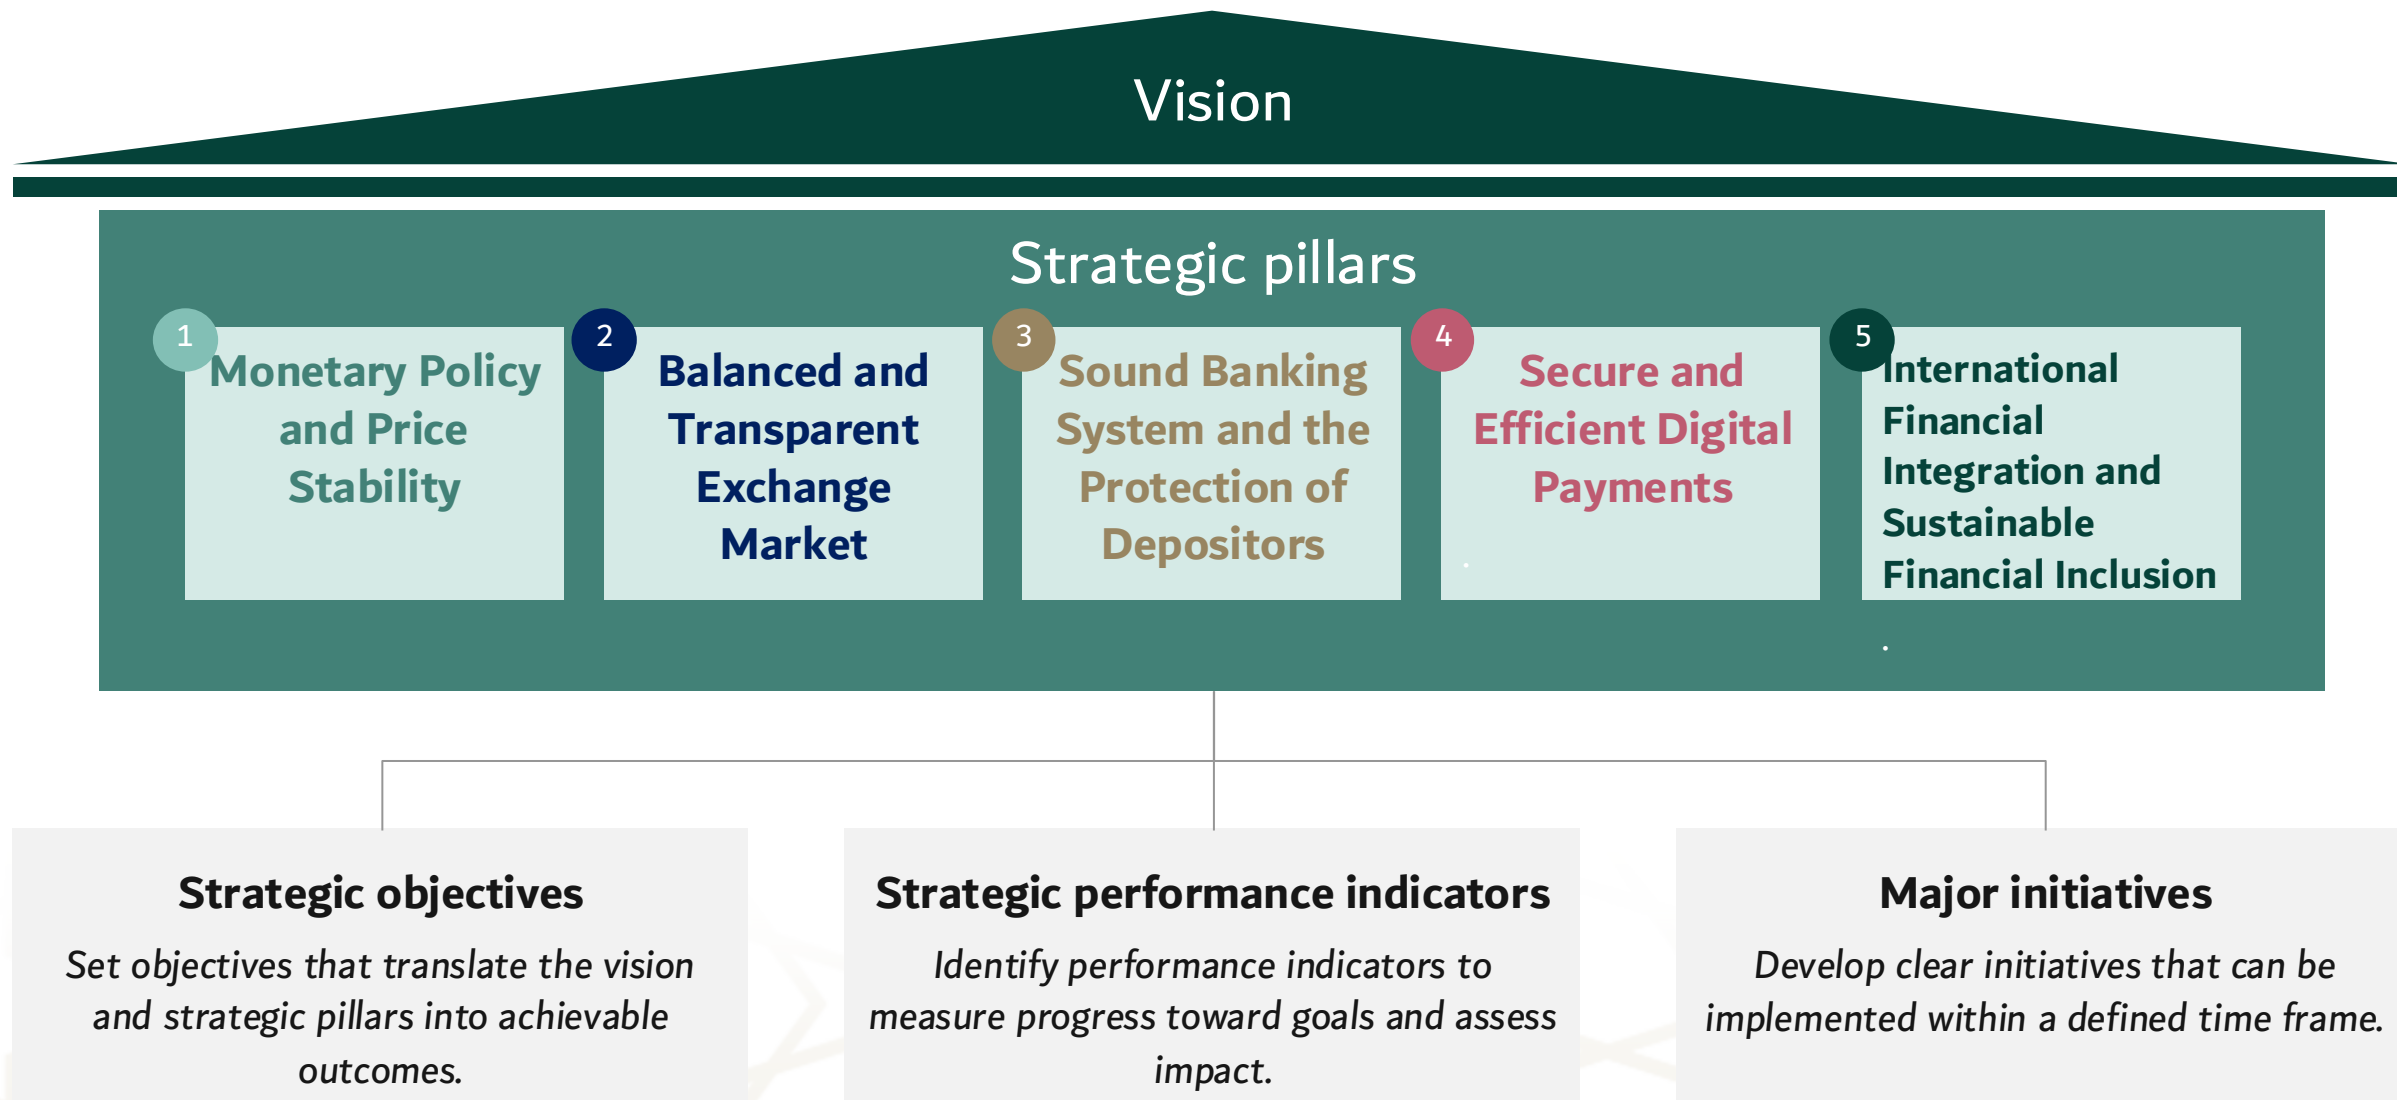 Vision
Strategic pillars
1
Monetary Policy
and Price
Stability
2
Balanced and
Transparent
Exchange
Market
3
Sound Banking
System and the
Protection of
Depositors
4
Secure and
Efficient Digital
Payments
.
5
International
Financial
Integration and
Sustainable
Financial Inclusion
.
Strategic objectives
Set objectives that translate the vision
and strategic pillars into achievable
outcomes.
Strategic performance indicators
Identify performance indicators to
measure progress toward goals and assess
impact.
Major initiatives
Develop clear initiatives that can be
implemented within a defined time frame.